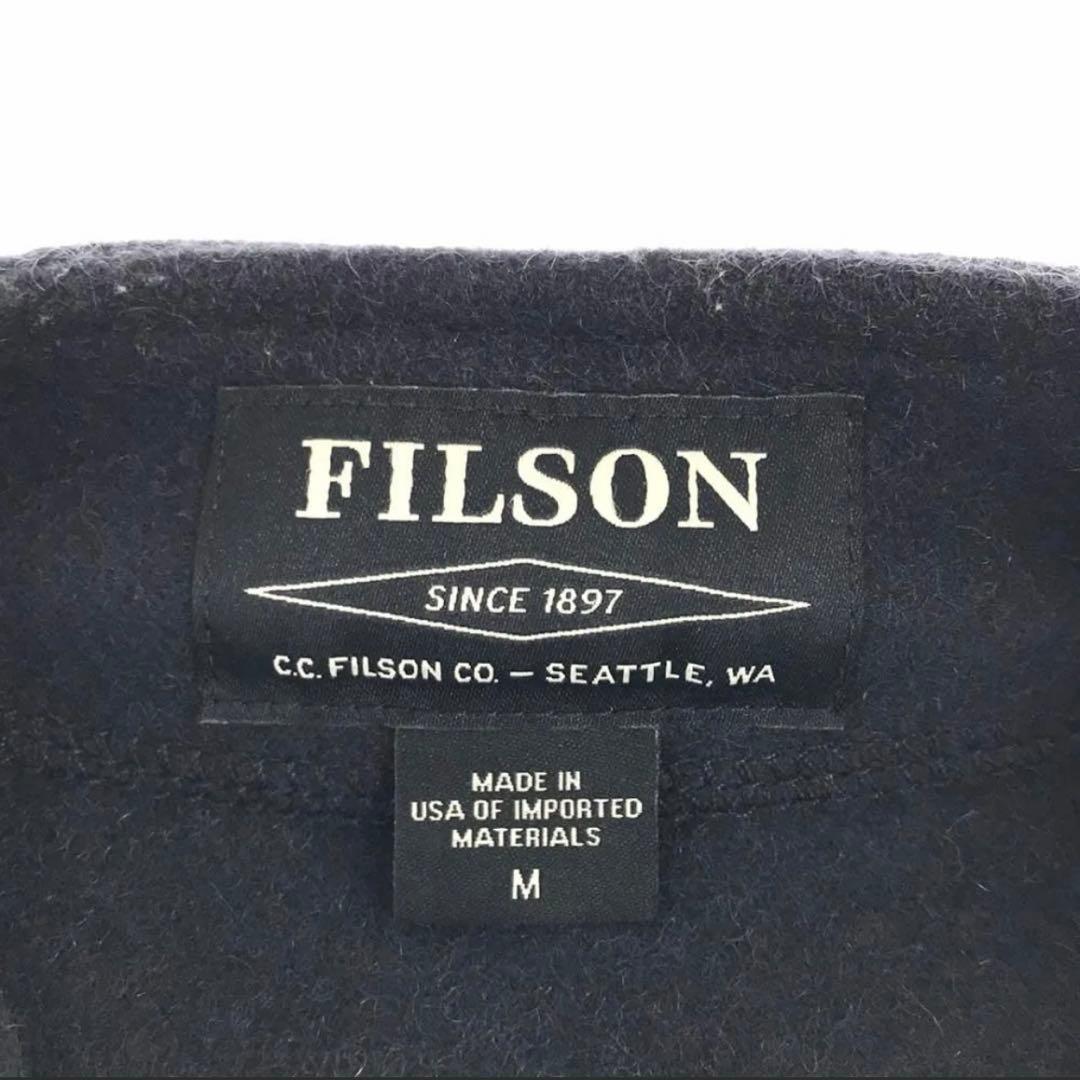 FILSON
SINCE 1897
C.C. FILSON CO. – SEATTLE, WA
MADE IN
USA OF IMPORTED
MATERIALS
M